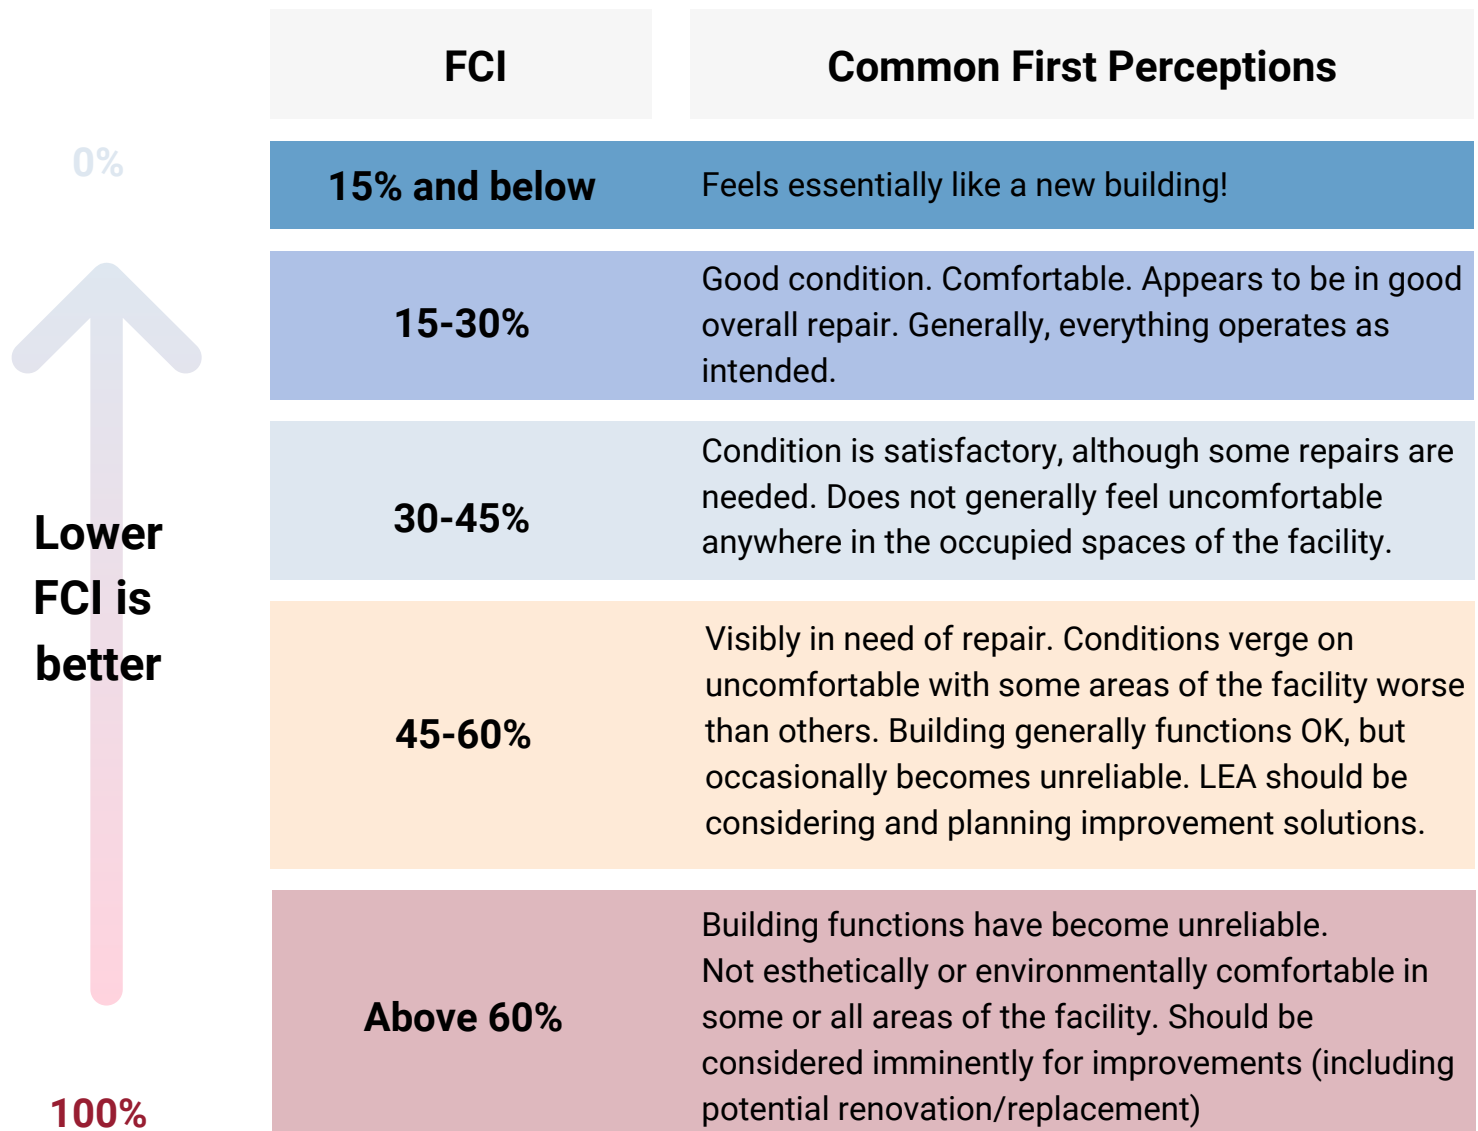 FCI
Common First Perceptions
0%
15% and below
Feels essentially like a new building!
15-30%
Good condition. Comfortable. Appears to be in good
overall repair. Generally, everything operates as
intended.
30-45%
Condition is satisfactory, although some repairs are
needed. Does not generally feel uncomfortable
anywhere in the occupied spaces of the facility.
Lower
FCI is
better
45-60%
Visibly in need of repair. Conditions verge on
uncomfortable with some areas of the facility worse
than others. Building generally functions OK, but
occasionally becomes unreliable. LEA should be
considering and planning improvement solutions.
Above 60%
Building functions have become unreliable.
Not esthetically or environmentally comfortable in
some or all areas of the facility. Should be
considered imminently for improvements (including
potential renovation/replacement)
100%